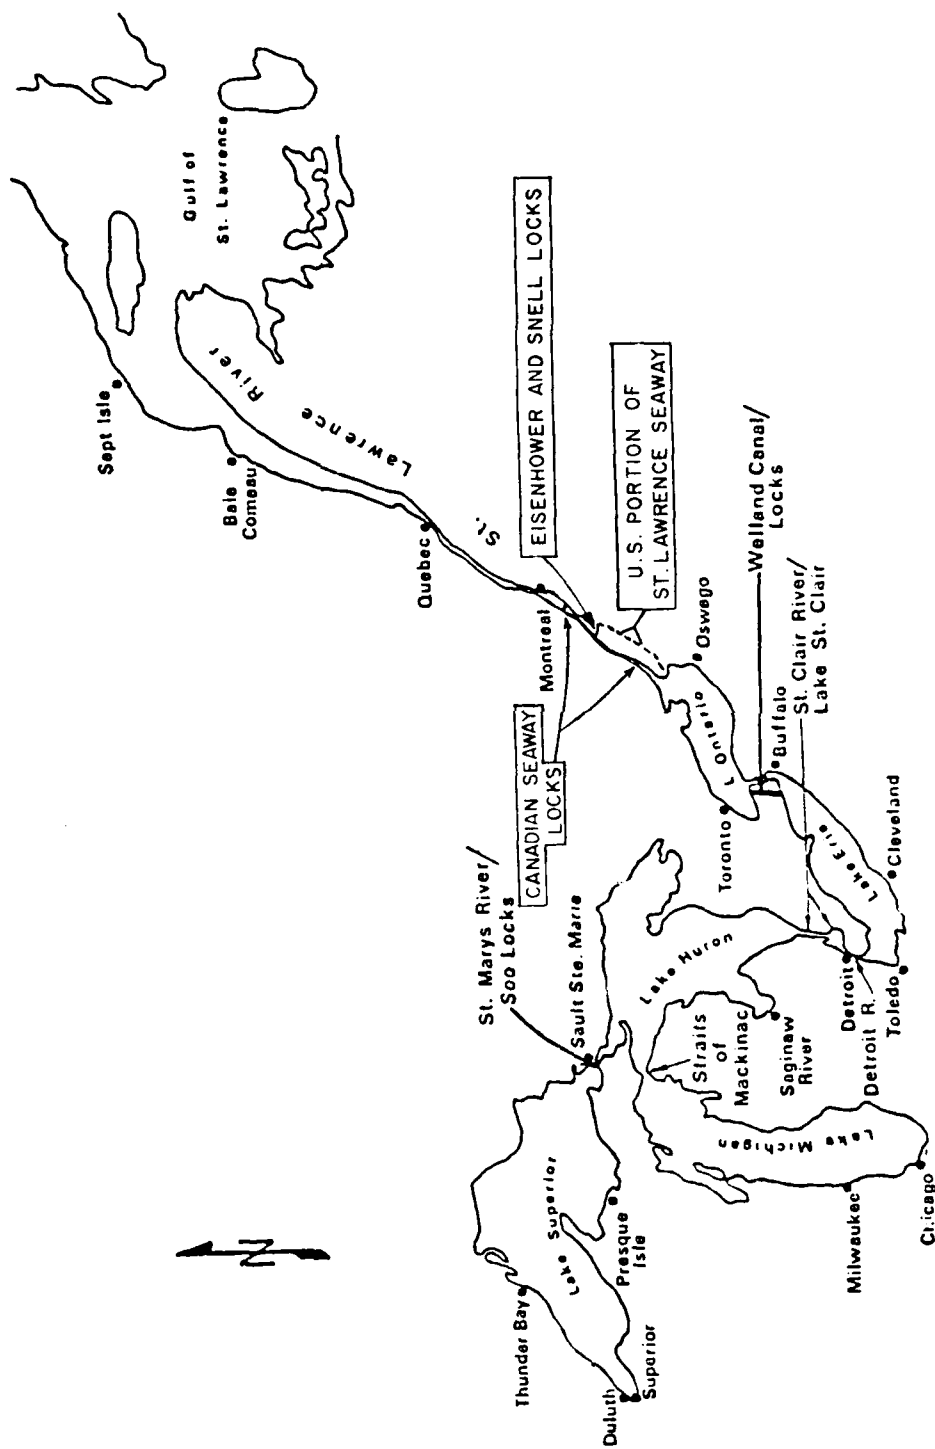 Gulf of
St. Lawrence
Sept Isle
Baie
Comeau
St. Lawrence River
Quebec
EISENHOWER AND SNELL LOCKS
U.S. PORTION OF
ST. LAWRENCE SEAWAY
Montreal
CANADIAN SEAWAY
LOCKS
Oswego
L Ontario
Toronto
Welland Canal/
Locks
Buffalo
St. Clair River/
Lake St. Clair
Lake Erie
Cleveland
St. Marys River/
Soo Locks
Sault Ste. Marie
Lake Huron
Straits
of
Mackinac
Saginaw
River
Detroit
Detroit R.
Toledo
N
Thunder Bay
Lake Superior
Presque
Isle
Duluth
Superior
Lake Michigan
Milwaukee
Chicago